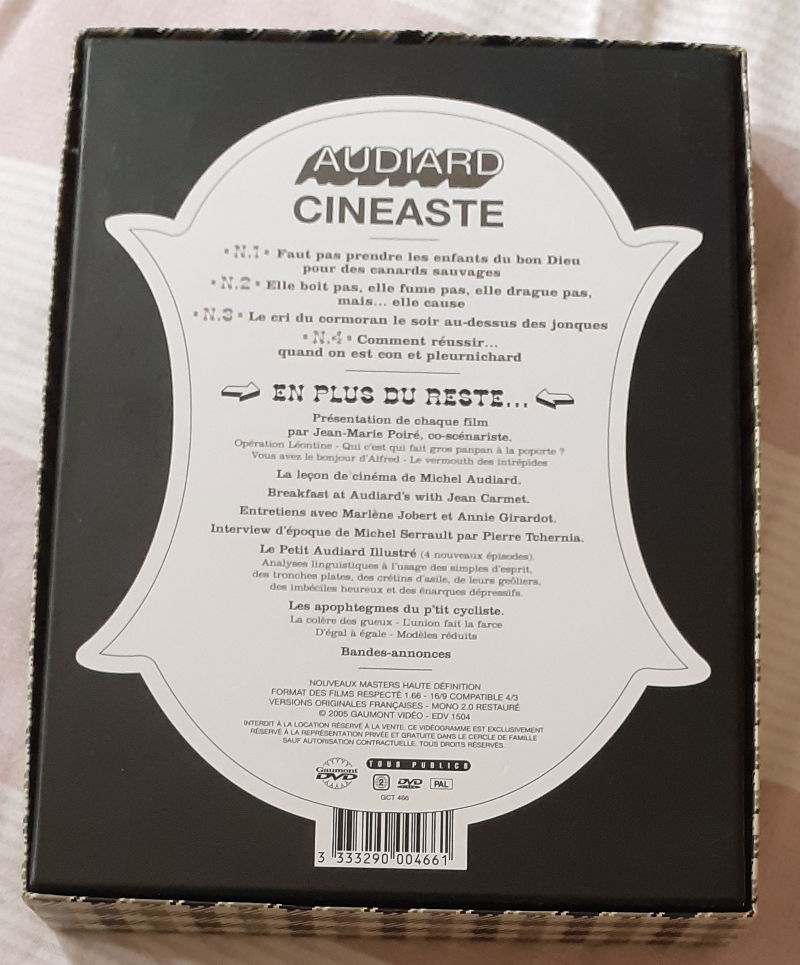 AUDIARD
CINEASTE
• N.1 • Faut pas prendre les enfants du bon Dieu
pour des canards sauvages
• N.2 • Elle boit pas, elle fume pas, elle drague pas,
mais... elle cause
• N.3 • Le cri du cormoran le soir au-dessus des jonques
• N.4 • Comment réussir...
quand on est con et pleurnichard
EN PLUS DU RESTE...
Présentation de chaque film
par Jean-Marie Poiré, co-scénariste.
Opération Léontine - Qui c'est qui fait gros panpan à la poporte ?
Vous avez le bonjour d'Alfred - Le vermouth des intrépides
La leçon de cinéma de Michel Audiard.
Breakfast at Audiard's with Jean Carmet.
Entretiens avec Marlène Jobert et Annie Girardot.
Interview d'époque de Michel Serrault par Pierre Tchernia.
Le Petit Audiard Illustré (4 nouveaux épisodes).
Analyses linguistiques à l'usage des simples d'esprit,
des tronches plates, des crétins d'asile, de leurs geôliers,
des imbéciles heureux et des énarques dépressifs.
Les apophtegmes du p'tit cycliste.
La colère des gueux - L'union fait la farce
D'égal à égale - Modèles réduits
Bandes-annonces
NOUVEAUX MASTERS HAUTE DÉFINITION
FORMAT DES FILMS RESPECTÉ 1.66 - 16/9 COMPATIBLE 4/3
VERSIONS ORIGINALES FRANÇAISES - MONO 2.0 RESTAURÉ
© 2005 GAUMONT VIDÉO - EDV 1504
INTERDIT À LA LOCATION RÉSERVÉ À LA VENTE. CE VIDÉOGRAMME EST EXCLUSIVEMENT
RÉSERVÉ À LA REPRÉSENTATION PRIVÉE ET GRATUITE DANS LE CERCLE DE FAMILLE
SAUF AUTORISATION CONTRACTUELLE. TOUS DROITS RÉSERVÉS.
Gaumont
DVD
TOUS PUBLICS
2
DVD
PAL
GCT 466
3 333290 004661